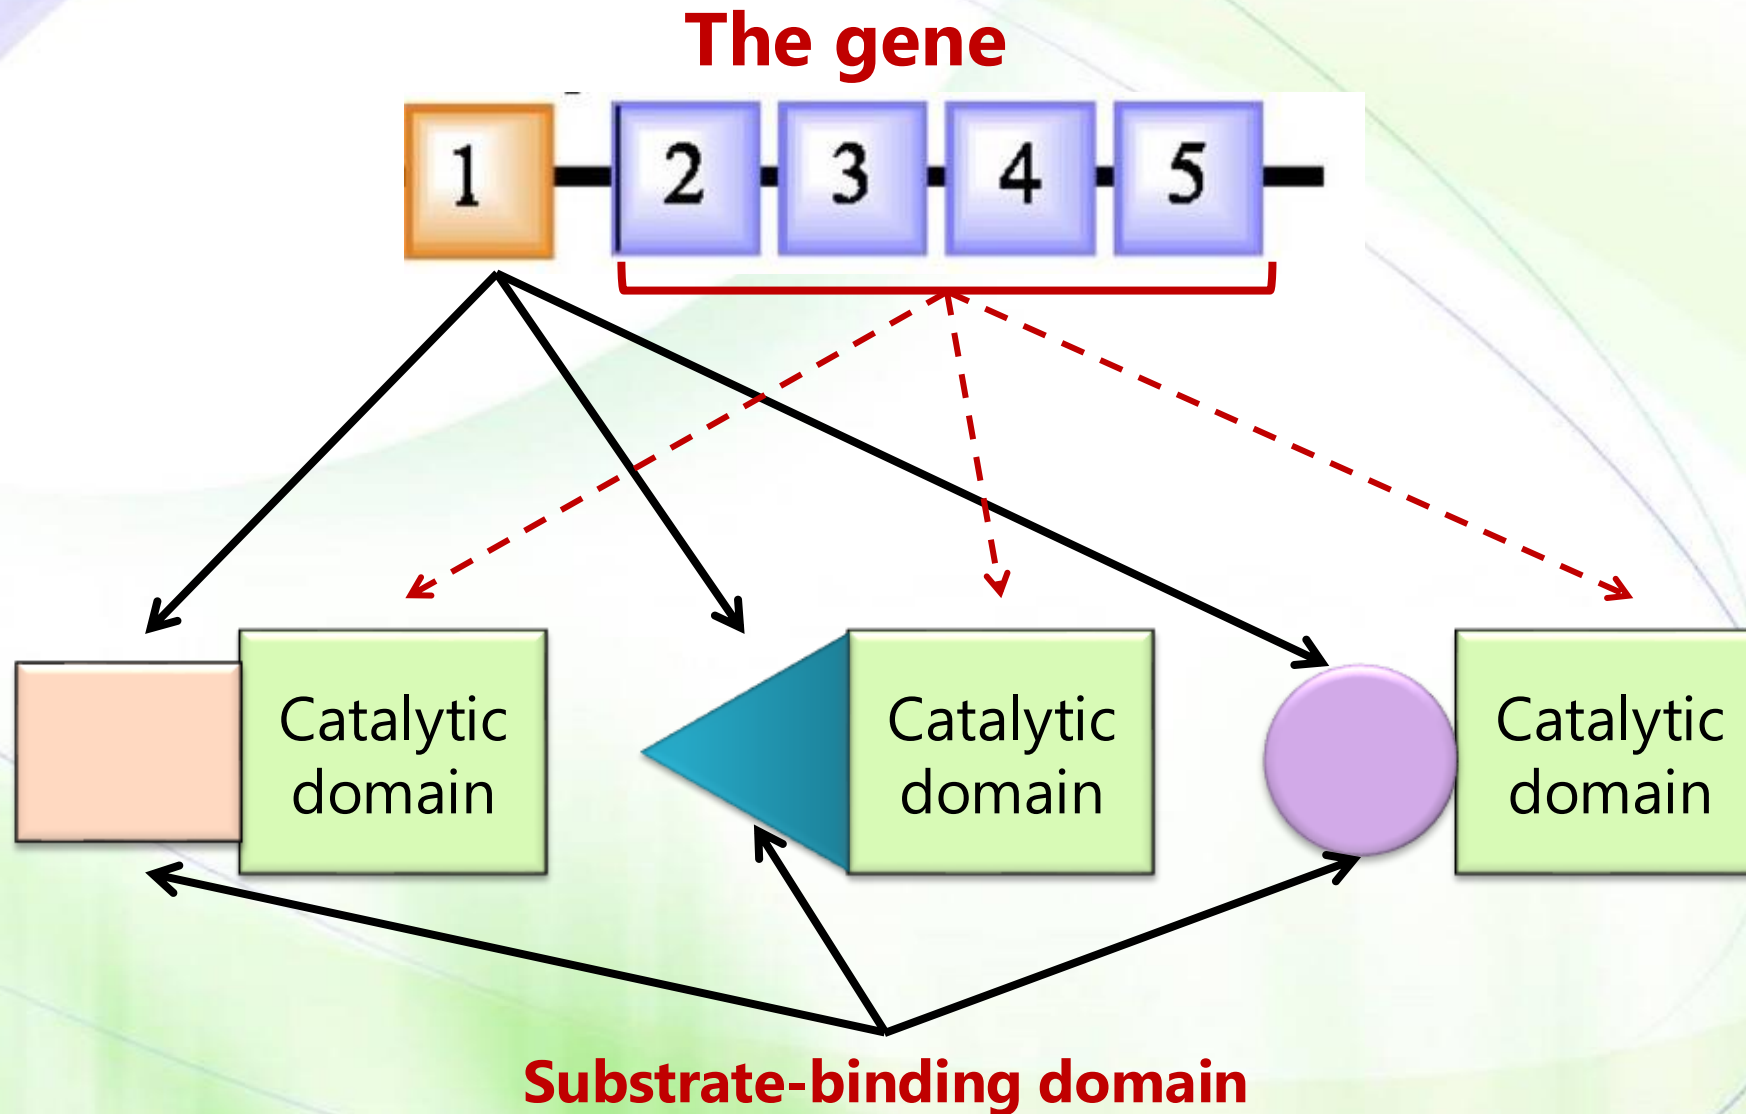 The gene
1 2 3 4 5
Catalytic domain
Catalytic domain
Catalytic domain
Substrate-binding domain